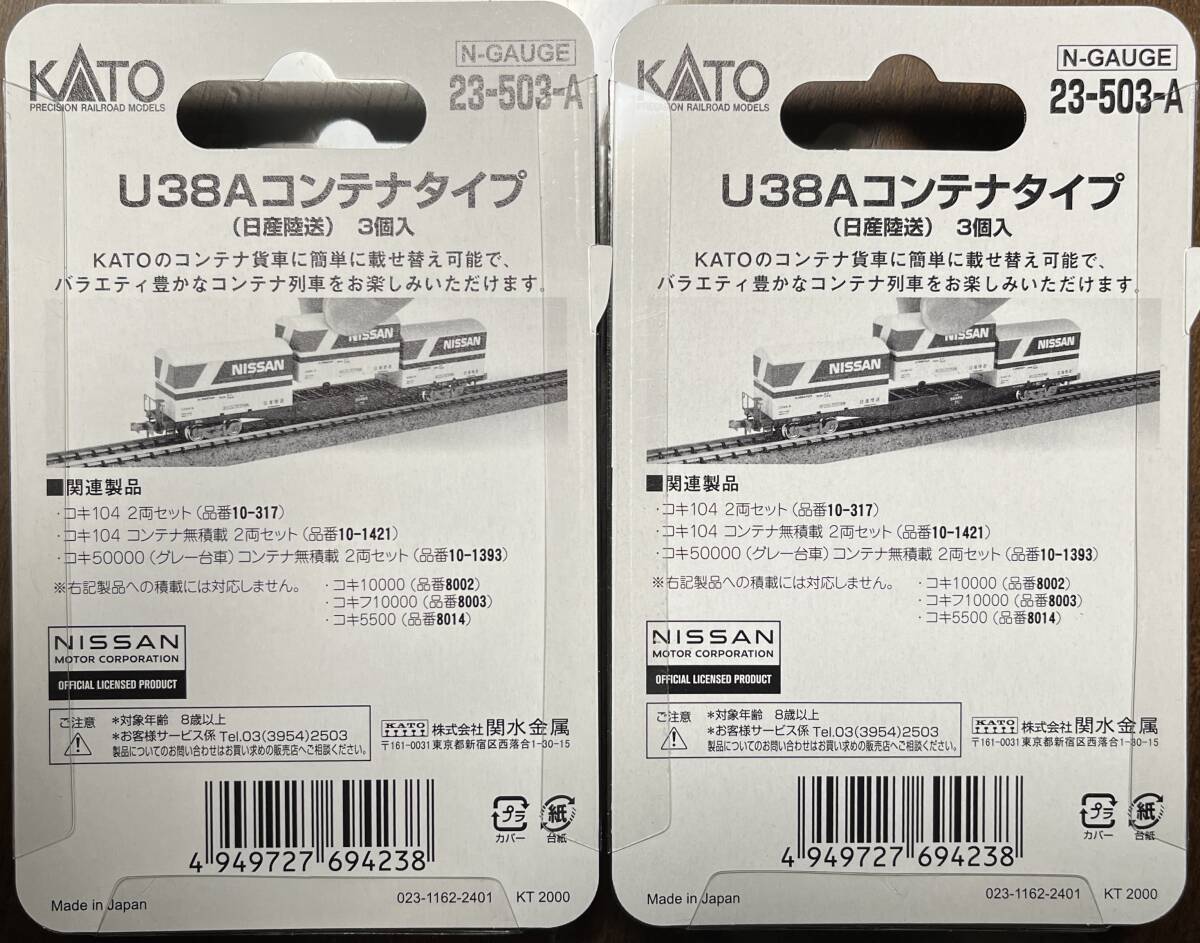 KATO
PRECISION RAILROAD MODELS
N-GAUGE
23-503-A
U38Aコンテナタイプ
(日産陸送) 3個入
KATOのコンテナ貨車に簡単に載せ替え可能で、
バラエティ豊かなコンテナ列車をお楽しみいただけます。
NISSAN
NISSAN
NISSAN
■関連製品
・コキ104 2両セット(品番10-317)
・コキ104 コンテナ無積載 2両セット(品番10-1421)
・コキ50000(グレー台車)コンテナ無積載 2両セット(品番10-1393)
※右記製品への積載には対応しません。
・コキ10000(品番8002)
・コキフ10000(品番8003)
・コキ5500(品番8014)
NISSAN
MOTOR CORPORATION
OFFICIAL LICENSED PRODUCT
ご注意
*対象年齢 8歳以上
*お客様サービス係 Tel.03(3954)2503
製品についてのお問い合わせはお買い求めの販売店へご相談ください。
KATO 株式会社 関水金属
〒161-0031 東京都新宿区西落合1-30-15
4 949727 694238
プラ
カバー
紙
台紙
Made in Japan
023-1162-2401 KT 2000
KATO
PRECISION RAILROAD MODELS
N-GAUGE
23-503-A
U38Aコンテナタイプ
(日産陸送) 3個入
KATOのコンテナ貨車に簡単に載せ替え可能で、
バラエティ豊かなコンテナ列車をお楽しみいただけます。
NISSAN
NISSAN
NISSAN
■関連製品
・コキ104 2両セット(品番10-317)
・コキ104 コンテナ無積載 2両セット(品番10-1421)
・コキ50000(グレー台車)コンテナ無積載 2両セット(品番10-1393)
※右記製品への積載には対応しません。
・コキ10000(品番8002)
・コキフ10000(品番8003)
・コキ5500(品番8014)
NISSAN
MOTOR CORPORATION
OFFICIAL LICENSED PRODUCT
ご注意
*対象年齢 8歳以上
*お客様サービス係 Tel.03(3954)2503
製品についてのお問い合わせはお買い求めの販売店へご相談ください。
KATO 株式会社 関水金属
〒161-0031 東京都新宿区西落合1-30-15
4 949727 694238
プラ
カバー
紙
台紙
Made in Japan
023-1162-2401 KT 2000